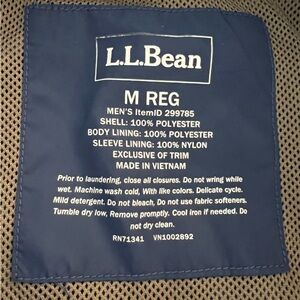 L.L.Bean
M REG
MEN'S ItemID 299785
SHELL: 100% POLYESTER
BODY LINING: 100% POLYESTER
SLEEVE LINING: 100% NYLON
EXCLUSIVE OF TRIM
MADE IN VIETNAM
Prior to laundering, close all closures. Do not wring while
wet. Machine wash cold, With like colors. Delicate cycle.
Mild detergent. Do not bleach, Do not use fabric softeners.
Tumble dry low, Remove promptly. Cool iron if needed. Do
not dry clean.
RN71341 VN1002892